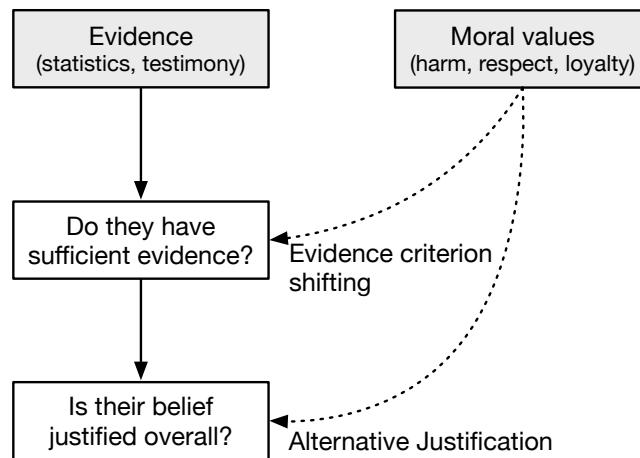 Evidence
(statistics, testimony)
Moral values
(harm, respect, loyalty)
Do they have
sufficient evidence?
Evidence criterion
shifting
Is their belief
justified overall?
Alternative Justification